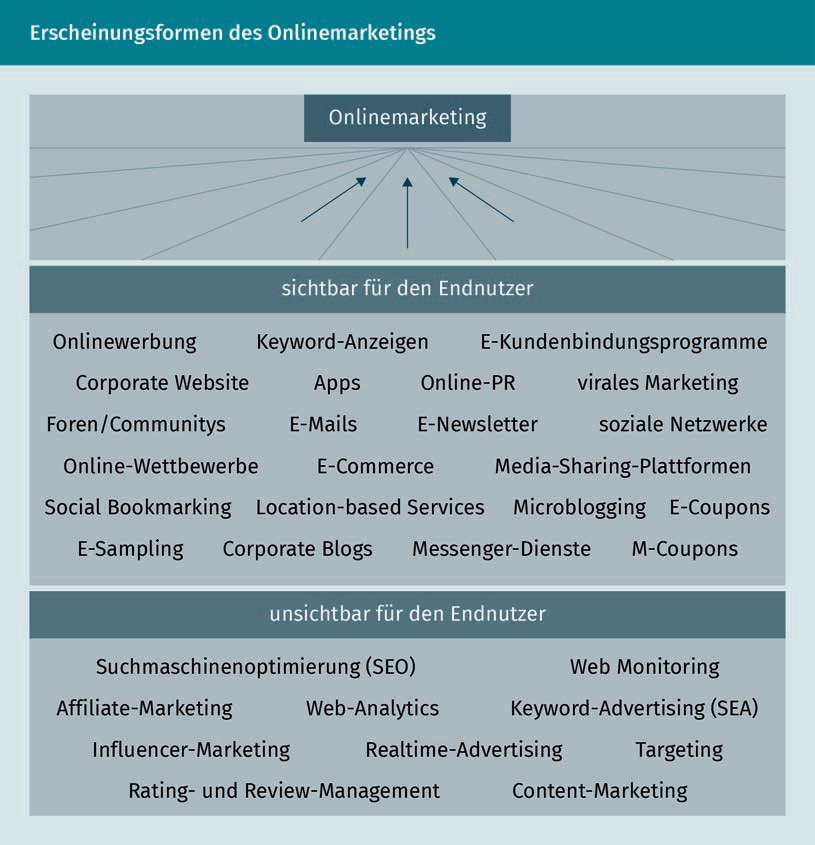 Erscheinungsformen des Onlinemarketings
Onlinemarketing
sichtbar für den Endnutzer
Onlinewerbung Keyword-Anzeigen E-Kundenbindungsprogramme
Corporate Website Apps Online-PR virales Marketing
Foren/Communitys E-Mails E-Newsletter soziale Netzwerke
Online-Wettbewerbe E-Commerce Media-Sharing-Plattformen
Social Bookmarking Location-based Services Microblogging E-Coupons
E-Sampling Corporate Blogs Messenger-Dienste M-Coupons
unsichtbar für den Endnutzer
Suchmaschinenoptimierung (SEO) Web Monitoring
Affiliate-Marketing Web-Analytics Keyword-Advertising (SEA)
Influencer-Marketing Realtime-Advertising Targeting
Rating- und Review-Management Content-Marketing